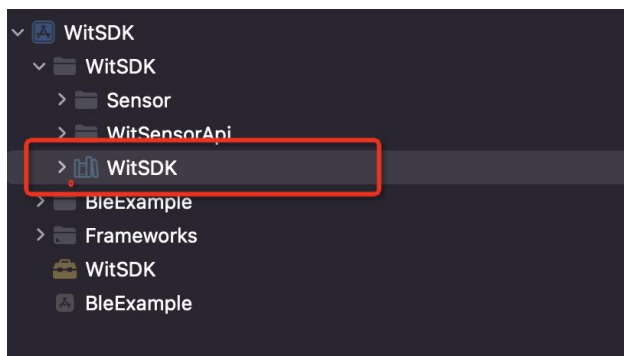 WitSDK
WitSDK
Sensor
WitSensorApi
WitSDK
BleExample
Frameworks
WitSDK
BleExample